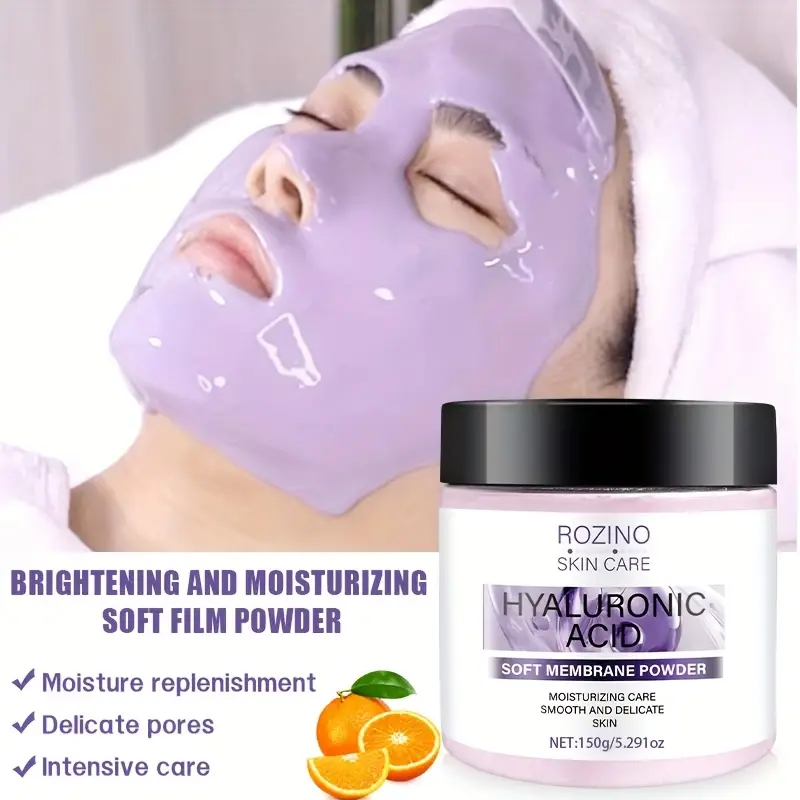 BRIGHTENING AND MOISTURIZING
SOFT FILM POWDER
Moisture replenishment
Delicate pores
Intensive care
ROZINO
SKIN CARE
HYALURONIC
ACID
SOFT MEMBRANE POWDER
MOISTURIZING CARE
SMOOTH AND DELICATE
SKIN
NET:150g/5.291oz